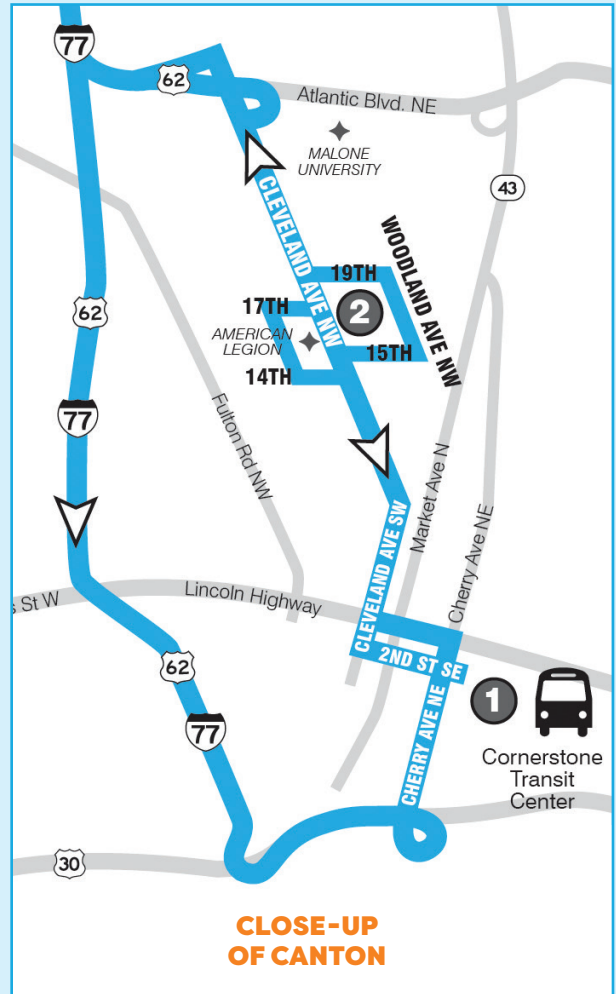 77
62
Atlantic Blvd. NE
MALONE
UNIVERSITY
43
CLEVELAND AVE NW
WOODLAND AVE NW
19TH
62
17TH
2
AMERICAN
LEGION
15TH
14TH
77
Fulton Rd NW
Market Ave N
CLEVELAND AVE SW
Cherry Ave NE
s St W
Lincoln Highway
2ND ST SE
62
1
77
CHERRY AVE NE
Cornerstone
Transit
Center
30
CLOSE-UP
OF CANTON